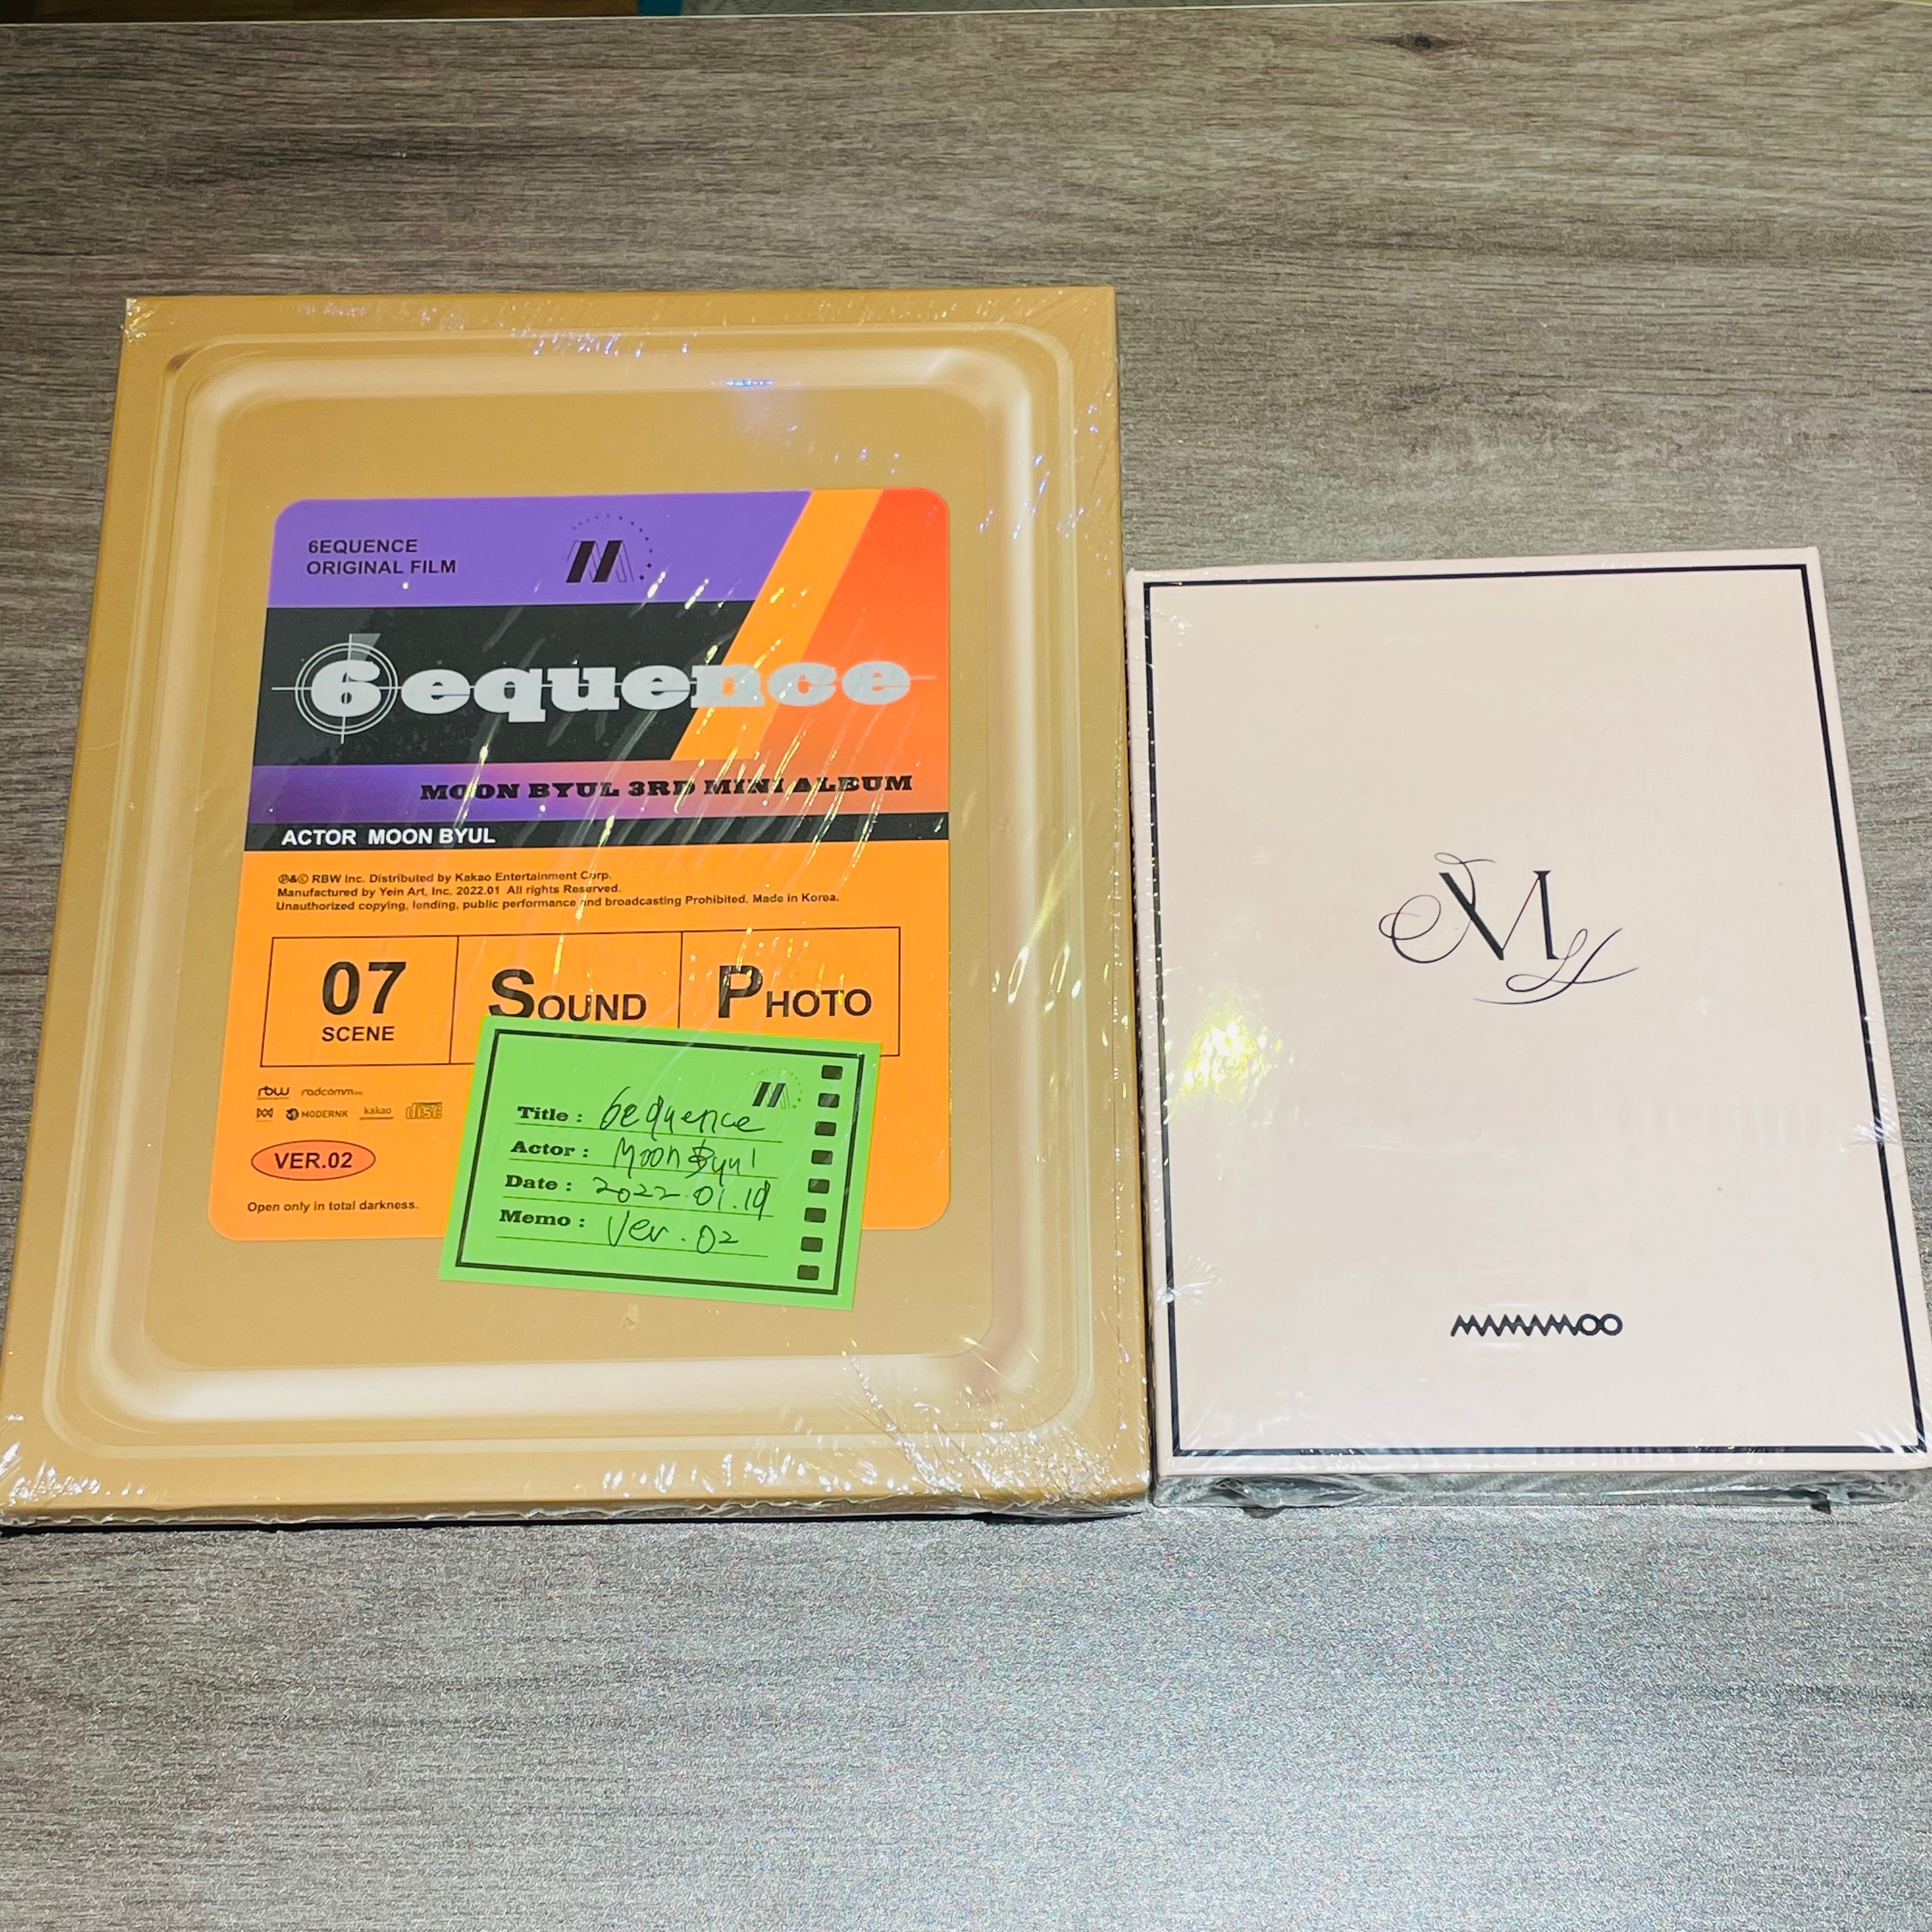 6EQUENCE
ORIGINAL FILM
6equence
MOON BYUL 3RD MINI ALBUM
ACTOR MOON BYUL
℗&© RBW Inc. Distributed by Kakao Entertainment Corp.
Manufactured by Yein Art, Inc. 2022.01 All rights Reserved.
Unauthorized copying, lending, public performance and broadcasting Prohibited. Made in Korea.
07
SCENE
SOUND
PHOTO
rbw radcomm
MODERNK kakao disc
VER.02
Open only in total darkness.
Title : 6equence
Actor : Moon Byul
Date : 2022.01.19
Memo : Ver. 02
M
MAMAMOO